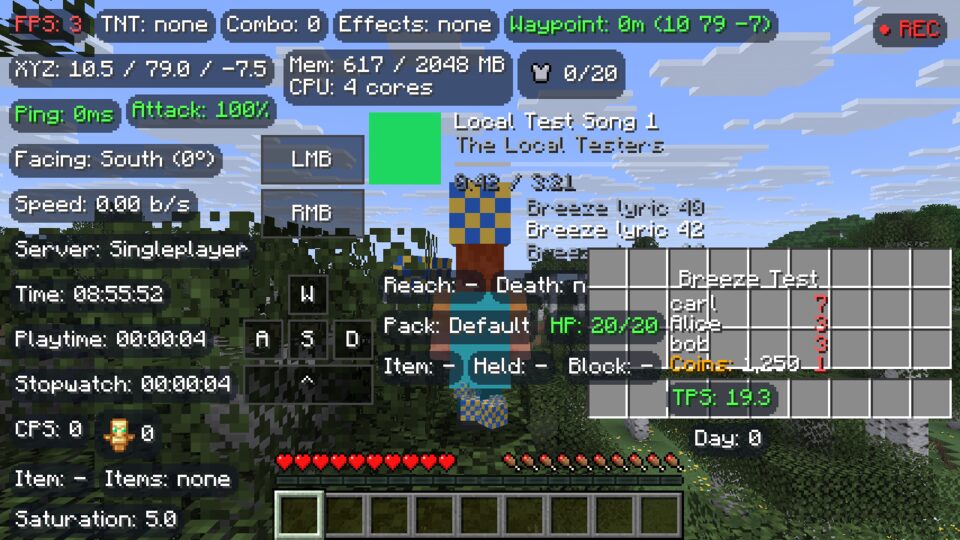 FPS: 3 TNT: none Combo: 0 Effects: none Waypoint: 0m (10 79 -7) REC
XYZ: 10.5 / 79.0 / -7.5 Mem: 617 / 2048 MB
CPU: 4 cores
0/20
Ping: 0ms Attack: 100%
Local Test Song 1
The Local Testers
0:42 / 3:21
Facing: South (0°) LMB
Speed: 0.00 b/s RMB
Breeze lyric 40
Breeze lyric 42
Server: Singleplayer
Time: 08:55:52 W
Reach: - Death: n
Breeze Test
carl 7
Alice 3
bob 3
Coins: 1,250 1
Pack: Default HP: 20/20
Playtime: 00:00:04 A S D
Item: - Held: - Block: -
Stopwatch: 00:00:04 ^
TPS: 19.3
CPS: 0 0
Day: 0
Item: - Items: none
Saturation: 5.0